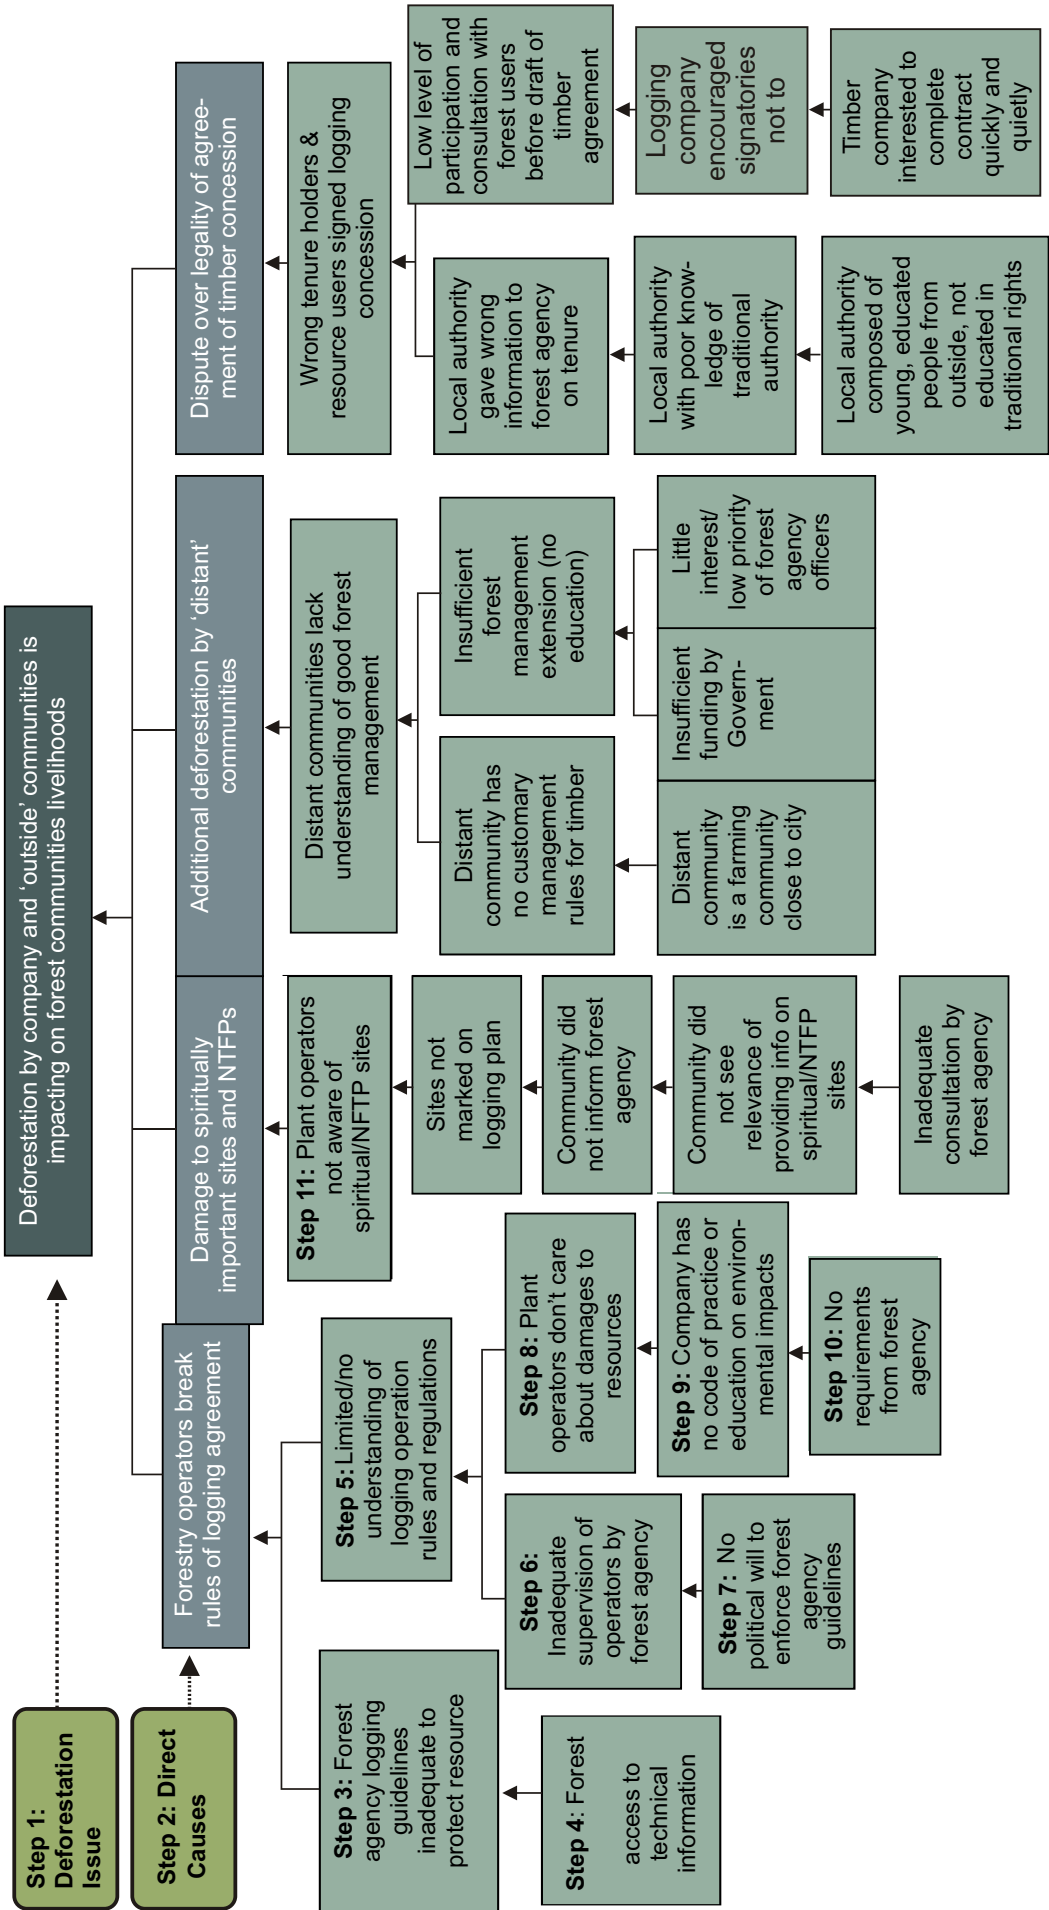 Step 1:
Deforestation
Issue
Deforestation by company and ‘outside’ communities is
impacting on forest communities livelihoods
Step 2: Direct
Causes
Forestry operators break
rules of logging agreement
Damage to spiritually
important sites and NTFPs
Additional deforestation by ‘distant’
communities
Dispute over legality of agree-
ment of timber concession
Step 3: Forest
agency logging
guidelines
inadequate to
protect resource
Step 4: Forest
access to
technical
information
Step 5: Limited/no
understanding of
logging operation
rules and regulations
Step 6:
Inadequate
supervision of
operators by
forest agency
Step 7: No
political will to
enforce forest
agency
guidelines
Step 8: Plant
operators don’t care
about damages to
resources
Step 9: Company has
no code of practice or
education on environ-
mental impacts
Step 10: No
requirements
from forest
agency
Step 11: Plant operators
not aware of
spiritual/NFTP sites
Sites not
marked on
logging plan
Community did
not inform forest
agency
Community did
not see
relevance of
providing info on
spiritual/NTFP
sites
Inadequate
consultation by
forest agency
Distant communities lack
understanding of good forest
management
Distant
community has
no customary
management
rules for timber
Distant
community
is a farming
community
close to city
Insufficient
forest
management
extension (no
education)
Insufficient
funding by
Govern-
ment
Little
interest/
low priority
of forest
agency
officers
Wrong tenure holders &
resource users signed logging
concession
Local authority
gave wrong
information to
forest agency
on tenure
Local authority
with poor know-
ledge of
traditional
authority
Local authority
composed of
young, educated
people from
outside, not
educated in
traditional rights
Low level of
participation and
consultation with
forest users
before draft of
timber
agreement
Logging
company
encouraged
signatories
not to
Timber
company
interested to
complete
contract
quickly and
quietly